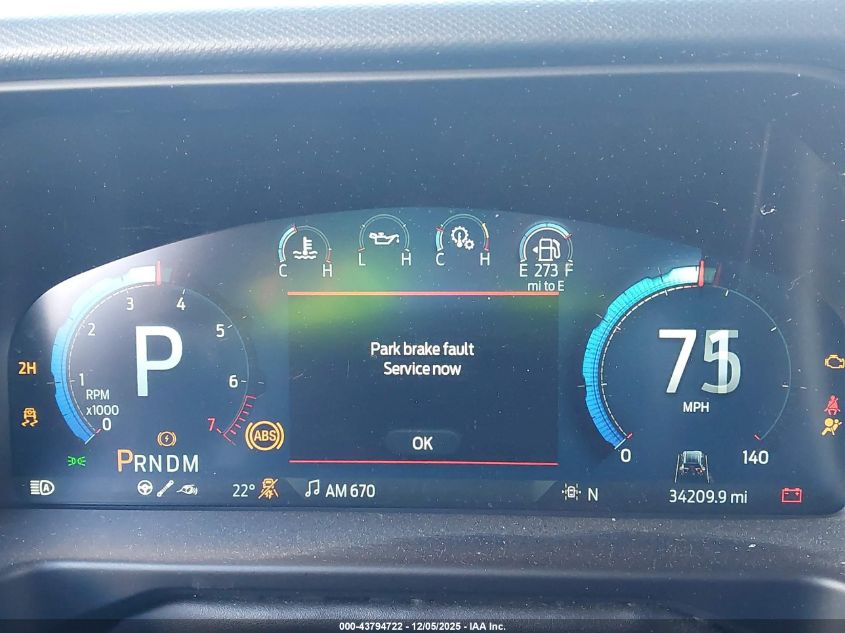 C H
L H
C H
E 273 F
mi to E
0 1 2 3 4 5 6 7
RPM
x1000
P
2H
ABS
PRNDM
A
22°
Park brake fault
Service now
OK
AM 670
MPH
0 140
N
34209.9 mi
000-43794722 - 12/05/2025 - IAA Inc.